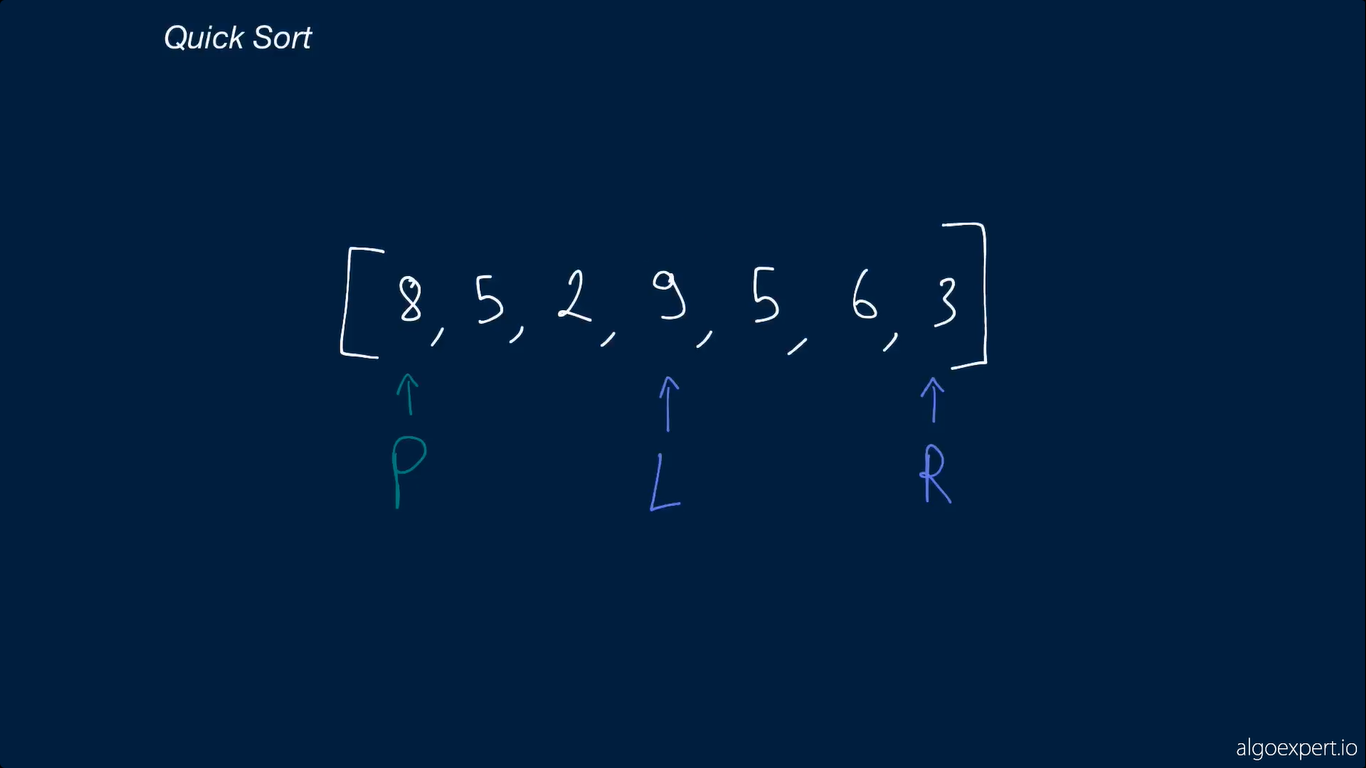 Quick Sort
[8, 5, 2, 9, 5, 6, 3]
P L R
algoexpert.io